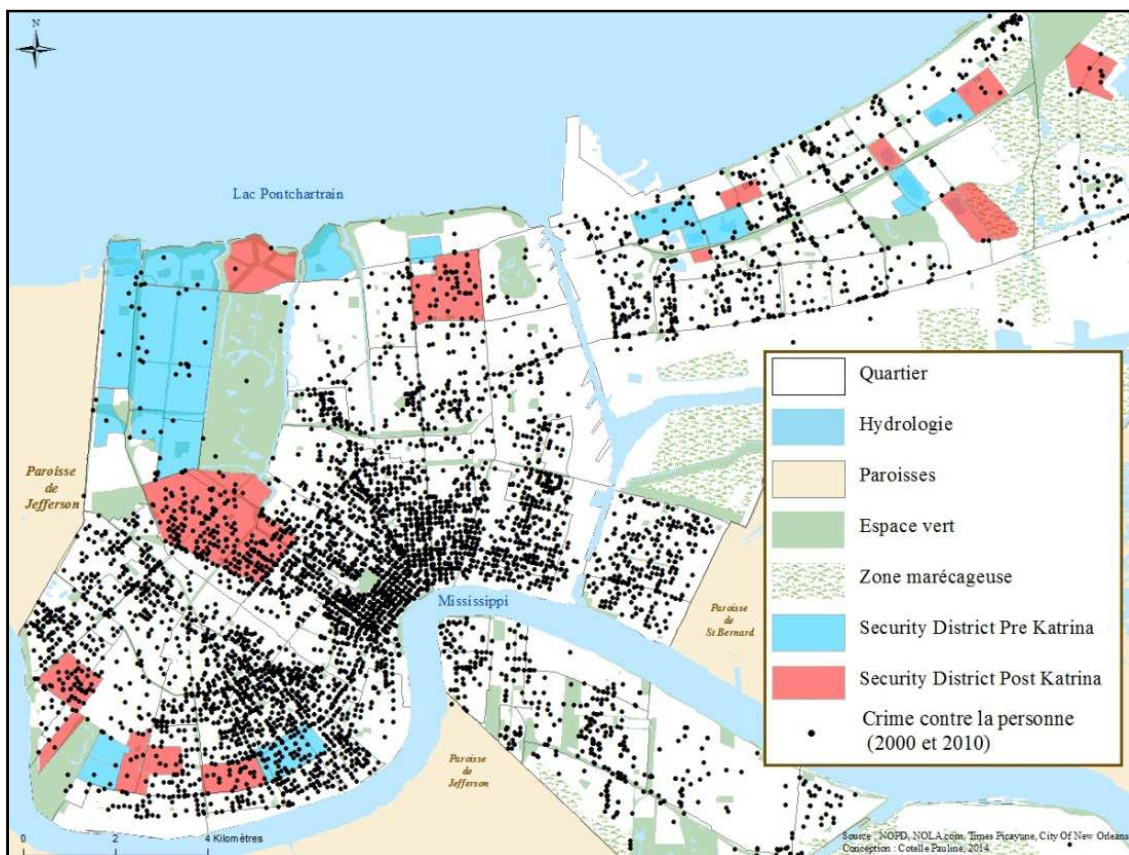 N
Lac Pontchartrain
Paroisse
de
Jefferson
Mississippi
Paroisse
de
St Bernard
Paroisse
de
Jefferson
Quartier
Hydrologie
Paroisses
Espace vert
Zone marécageuse
Security District Pre Katrina
Security District Post Katrina
Crime contre la personne
(2000 et 2010)
0 2 4 Kilomètres
Source : NOPD, NOLA.com, Times Picayune, City Of New Orleans
Conception : Cotelle Pauline, 2014